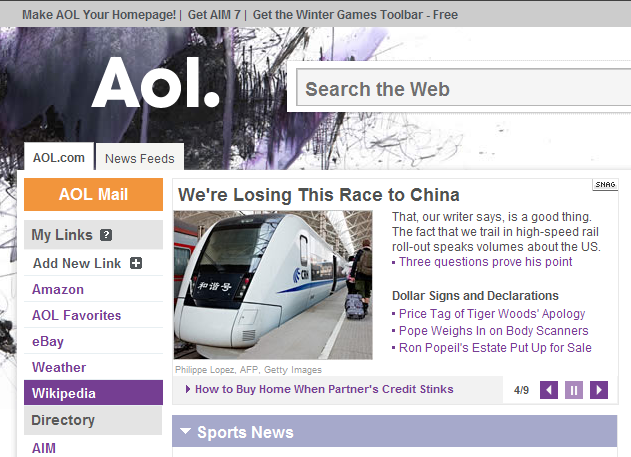 Make AOL Your Homepage! | Get AIM 7 | Get the Winter Games Toolbar - Free
Aol.
Search the Web
AOL.com
News Feeds
AOL Mail
My Links ?
Add New Link +
Amazon
AOL Favorites
eBay
Weather
Wikipedia
Directory
AIM
SNAG
We're Losing This Race to China
CRH
和谐号
That, our writer says, is a good thing.
The fact that we trail in high-speed rail
roll-out speaks volumes about the US.
Three questions prove his point
Dollar Signs and Declarations
Price Tag of Tiger Woods' Apology
Pope Weighs In on Body Scanners
Ron Popeil's Estate Put Up for Sale
Philippe Lopez, AFP, Getty Images
How to Buy Home When Partner's Credit Stinks
4/9
Sports News